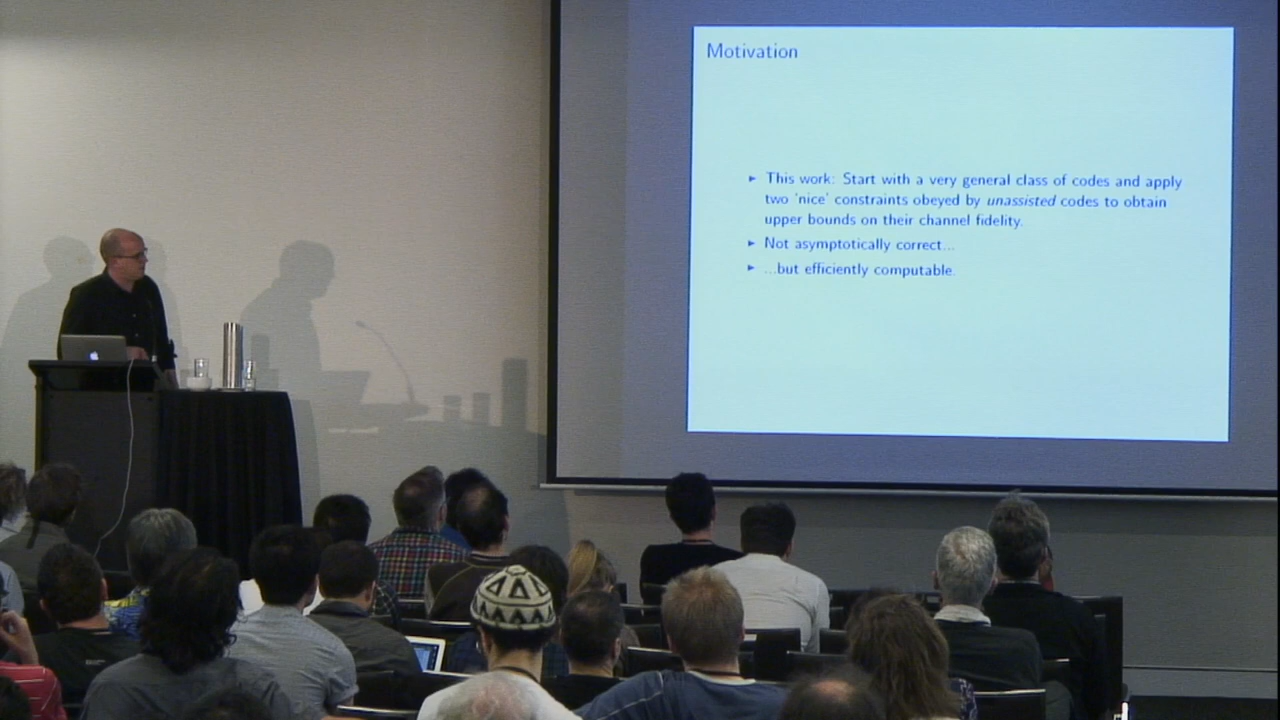 Motivation
► This work: Start with a very general class of codes and apply
two 'nice' constraints obeyed by unassisted codes to obtain
upper bounds on their channel fidelity.
► Not asymptotically correct...
► ...but efficiently computable.